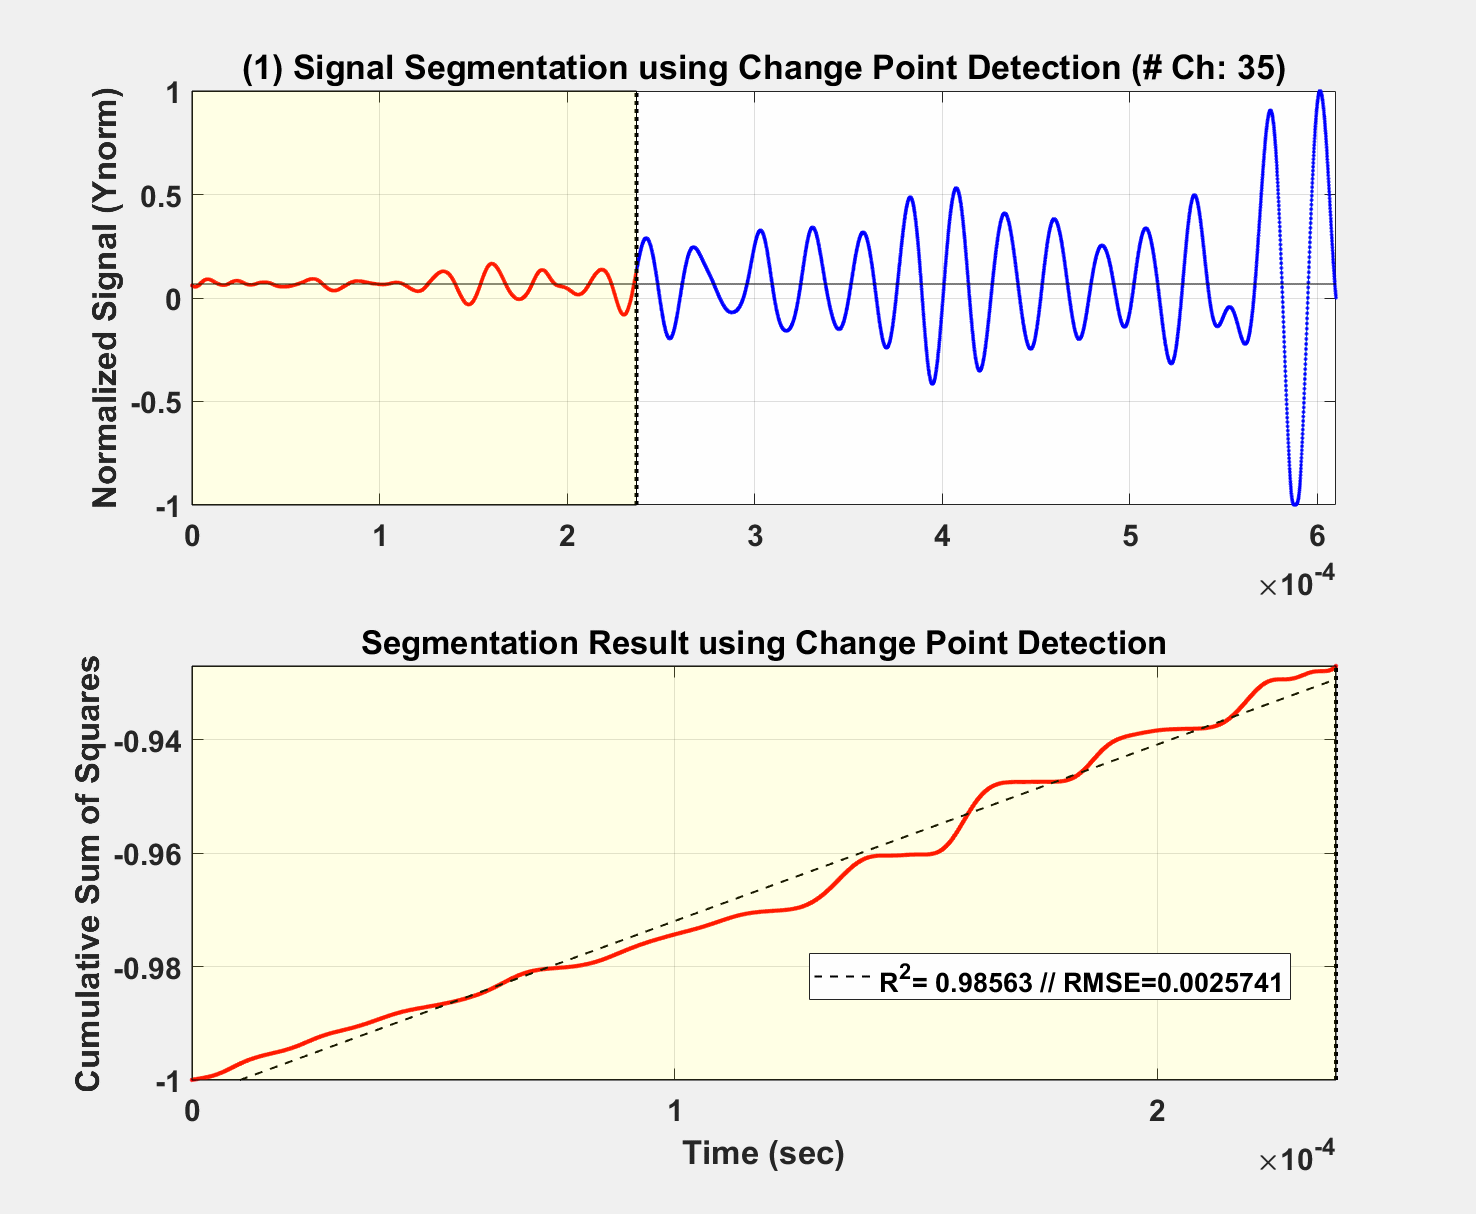 (1) Signal Segmentation using Change Point Detection (# Ch: 35)
Normalized Signal (Ynorm)
1
0.5
0
-0.5
-1
0 1 2 3 4 5 6
×10-4
Segmentation Result using Change Point Detection
Cumulative Sum of Squares
-0.94
-0.96
-0.98
-1
R2= 0.98563 // RMSE=0.0025741
0 1 2
Time (sec)
×10-4